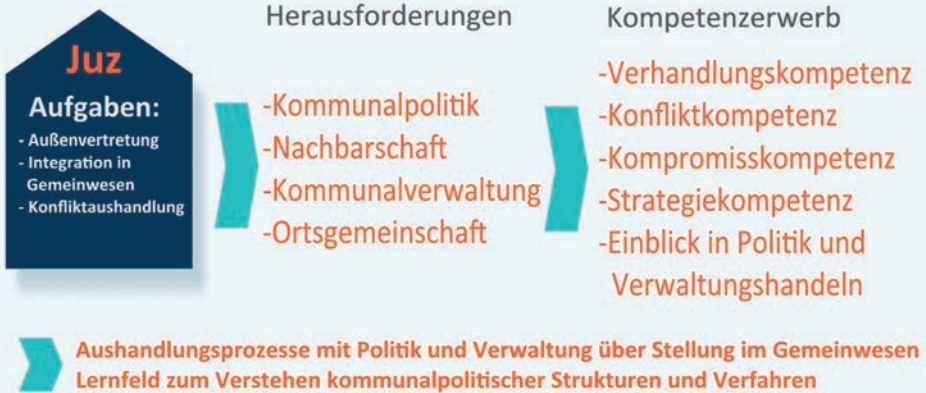 Juz
Aufgaben:
- Außenvertretung
- Integration in
Gemeinwesen
- Konfliktaushandlung
Herausforderungen
-Kommunalpolitik
-Nachbarschaft
-Kommunalverwaltung
-Ortsgemeinschaft
Kompetenzerwerb
-Verhandlungskompetenz
-Konfliktkompetenz
-Kompromisskompetenz
-Strategiekompetenz
-Einblick in Politik und
Verwaltungshandeln
Aushandlungsprozesse mit Politik und Verwaltung über Stellung im Gemeinwesen
Lernfeld zum Verstehen kommunalpolitischer Strukturen und Verfahren